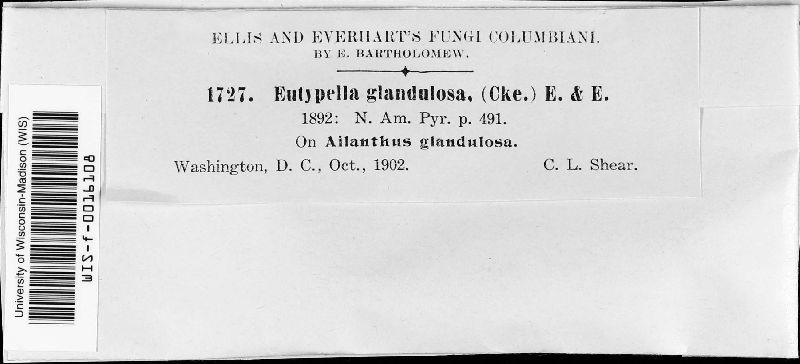 ELLIS AND EVERHART'S FUNGI COLUMBIANI.
BY E. BARTHOLOMEW.
1727. Eutypella glandulosa, (Cke.) E. & E.
1892: N. Am. Pyr. p. 491.
On Ailanthus glandulosa.
Washington, D. C., Oct., 1902. C. L. Shear.
University of Wisconsin-Madison (WIS)
WIS-f-0016108